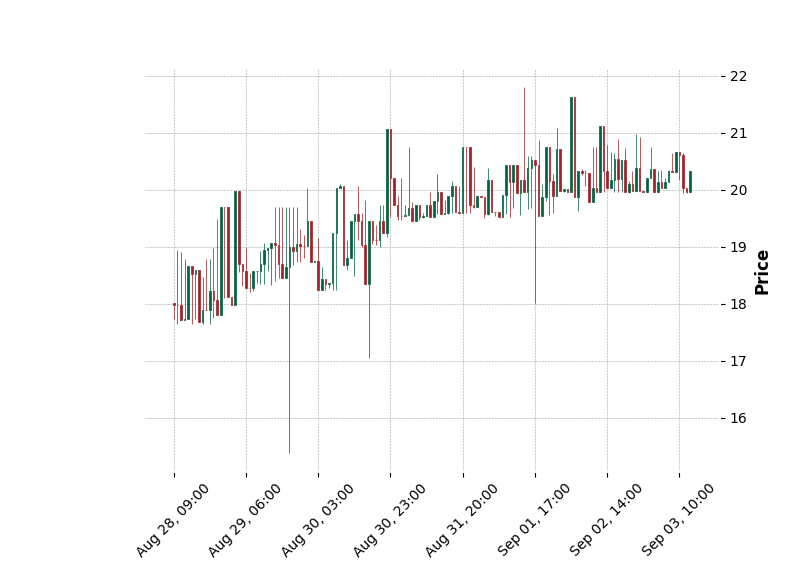 22
21
20
19
18
17
16
Price
Aug 28, 09:00
Aug 29, 06:00
Aug 30, 03:00
Aug 30, 23:00
Aug 31, 20:00
Sep 01, 17:00
Sep 02, 14:00
Sep 03, 10:00